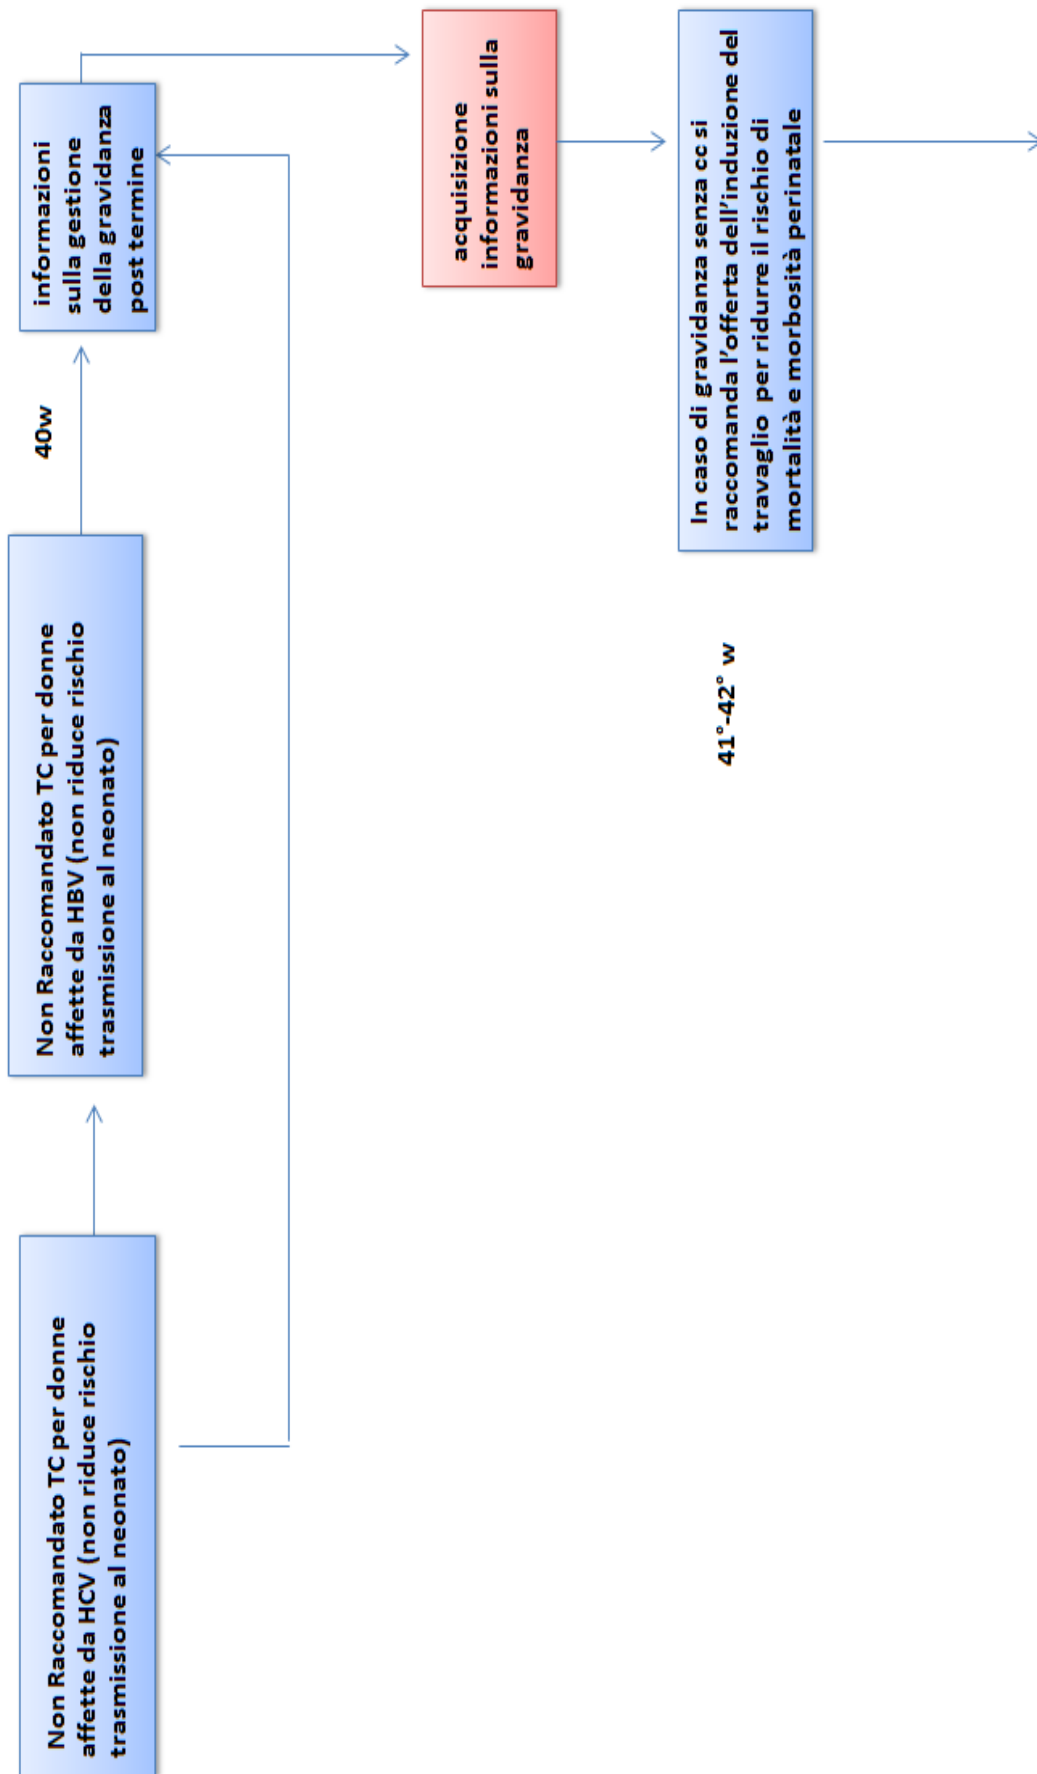 Non Raccomandato TC per donne
affette da HCV (non riduce rischio
trasmissione al neonato)
Non Raccomandato TC per donne
affette da HBV (non riduce rischio
trasmissione al neonato)
40w
informazioni
sulla gestione
della gravidanza
post termine
acquisizione
informazioni sulla
gravidanza
41°-42° w
In caso di gravidanza senza cc si
raccomanda l'offerta dell'induzione del
travaglio per ridurre il rischio di
mortalità e morbosità perinatale